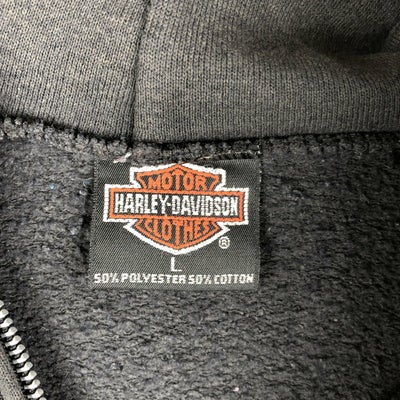 MOTOR
HARLEY-DAVIDSON
CLOTHES
®
L
50% POLYESTER 50% COTTON